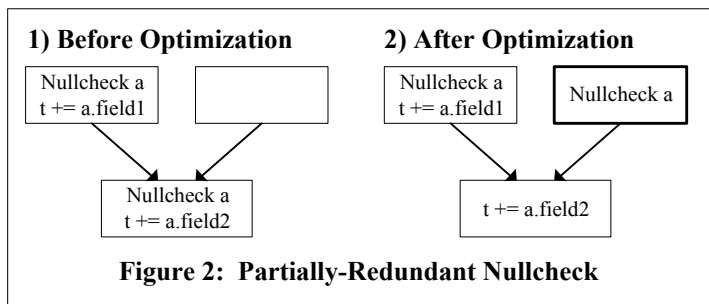 1) Before Optimization
2) After Optimization
Nullcheck a
t += a.field1
Nullcheck a
t += a.field1
Nullcheck a
Nullcheck a
t += a.field2
t += a.field2
Figure 2:  Partially-Redundant Nullcheck